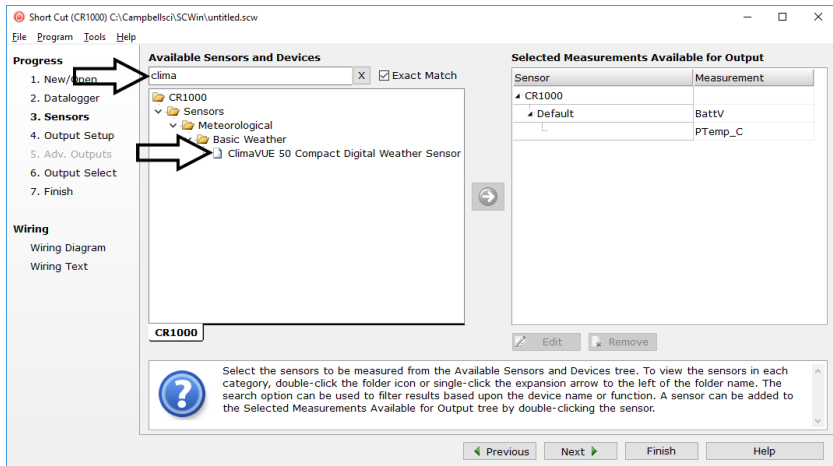 Short Cut (CR1000) C:\Campbellsci\SCWin\untitled.scw
File Program Tools Help
Progress
1. New/Open
2. Datalogger
3. Sensors
4. Output Setup
5. Adv. Outputs
6. Output Select
7. Finish
Wiring
Wiring Diagram
Wiring Text
Available Sensors and Devices
clima X Exact Match
CR1000
Sensors
Meteorological
Basic Weather
ClimaVUE 50 Compact Digital Weather Sensor
CR1000
Selected Measurements Available for Output
Sensor Measurement
CR1000
Default BattV
PTemp_C
Edit Remove
Select the sensors to be measured from the Available Sensors and Devices tree. To view the sensors in each
category, double-click the folder icon or single-click the expansion arrow to the left of the folder name. The
search option can be used to filter results based upon the device name or function. A sensor can be added to
the Selected Measurements Available for Output tree by double-clicking the sensor.
Previous Next Finish Help